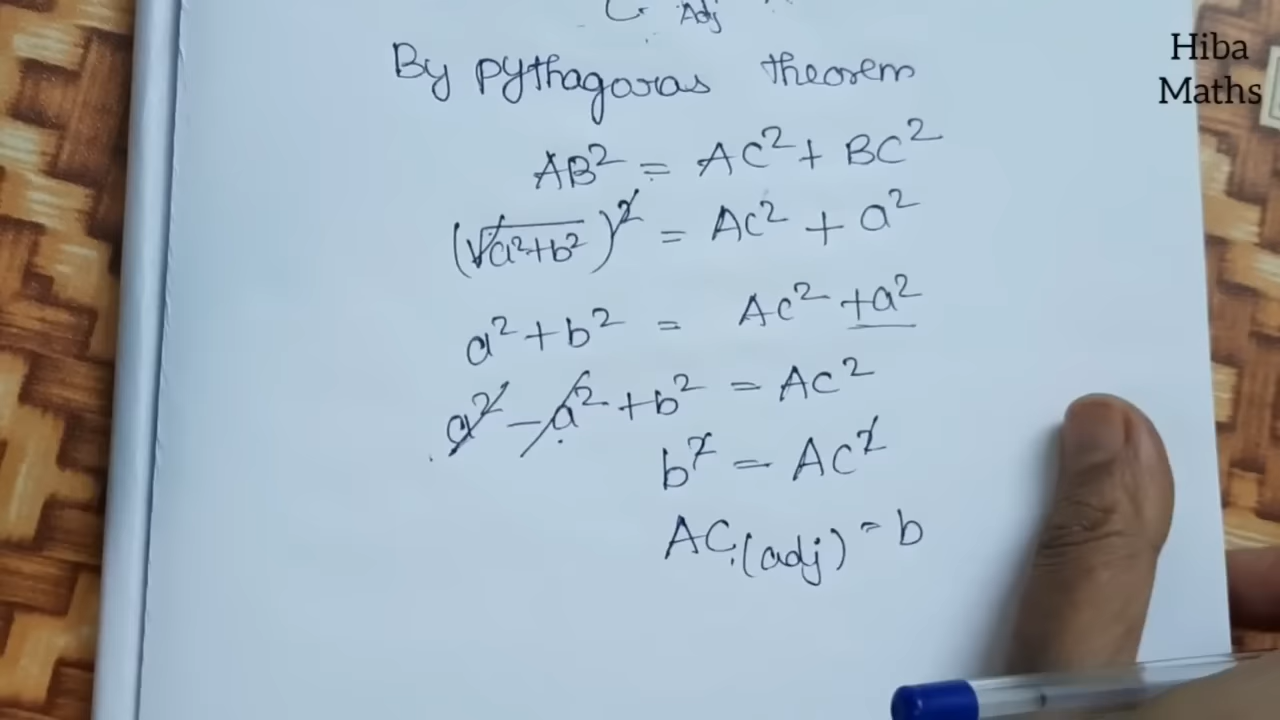 C Adj
Hiba
Maths
By pythagoras theorem
AB² = AC² + BC²
(√a²+b²)² = AC² + a²
a² + b² = AC² + a²
a² - a² + b² = AC²
b² = AC²
AC (adj) = b